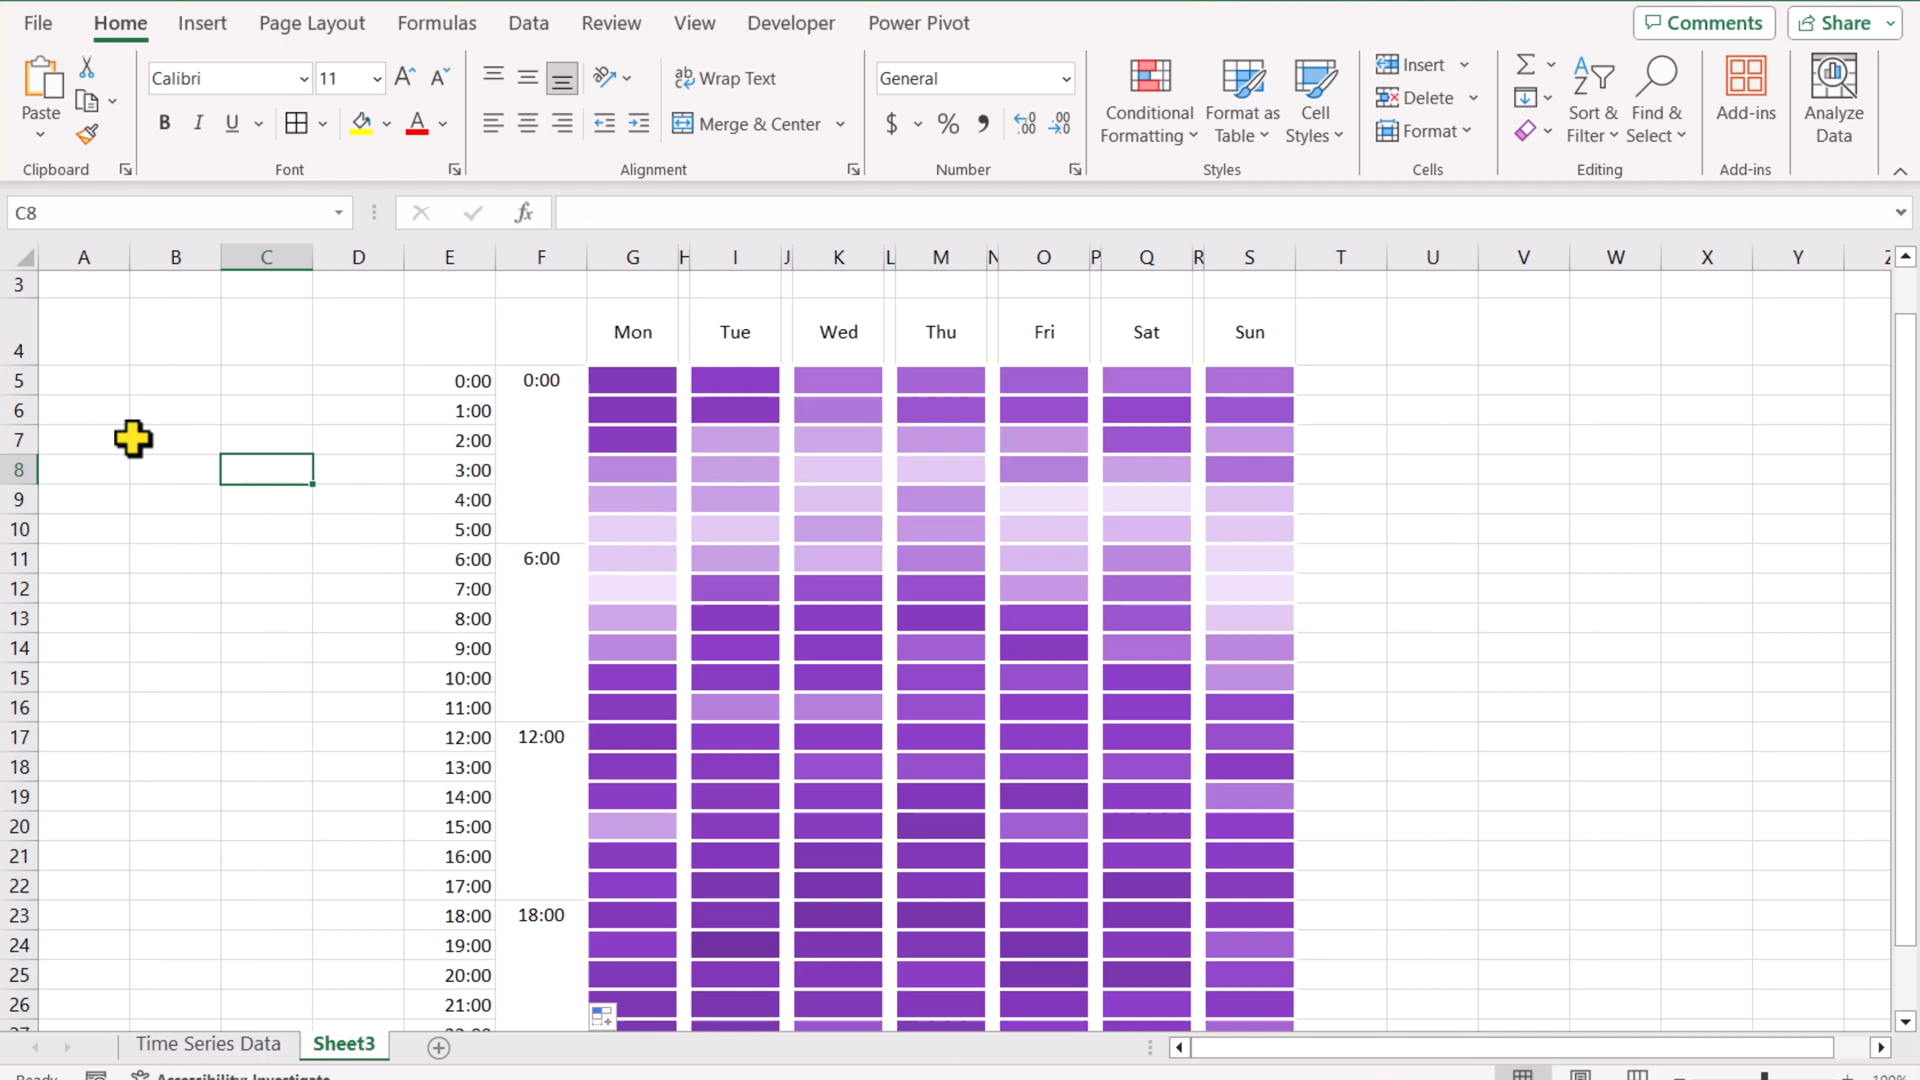 File Home Insert Page Layout Formulas Data Review View Developer Power Pivot Comments Share
Calibri 11 A A Wrap Text General Insert
Paste Conditional Formatting Format as Table Cell Styles Delete Sort & Filter Find & Select Add-ins Analyze Data
B I U A Merge & Center $ % Format
Clipboard Font Alignment Number Styles Cells Editing Add-ins
C8 fx
A B C D E F G H I J K L M N O P Q R S T U V W X Y Z
3
4 Mon Tue Wed Thu Fri Sat Sun
5 0:00 0:00
6 1:00
7 2:00
8 3:00
9 4:00
10 5:00
11 6:00 6:00
12 7:00
13 8:00
14 9:00
15 10:00
16 11:00
17 12:00 12:00
18 13:00
19 14:00
20 15:00
21 16:00
22 17:00
23 18:00 18:00
24 19:00
25 20:00
26 21:00
Time Series Data Sheet3
Accessibility: Investigate